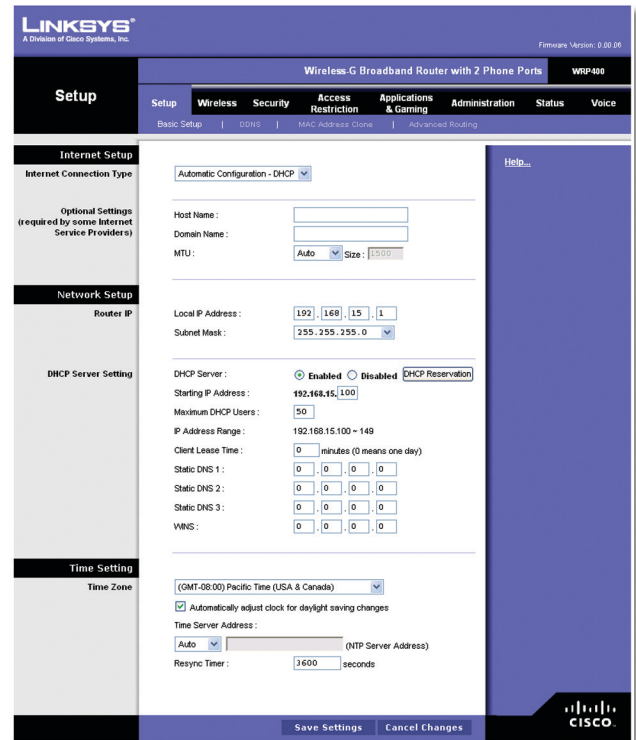 LINKSYS®
A Division of Cisco Systems, Inc.
Firmware Version: 0.00.06
Wireless-G Broadband Router with 2 Phone Ports WRP400
Setup
Setup Wireless Security Access Restriction Applications & Gaming Administration Status Voice
Basic Setup | DDNS | MAC Address Clone | Advanced Routing
Internet Setup
Help...
Internet Connection Type Automatic Configuration - DHCP
Optional Settings
(required by some Internet
Service Providers)
Host Name :
Domain Name :
MTU : Auto Size : 1500
Network Setup
Router IP Local IP Address : 192 . 168 . 15 . 1
Subnet Mask : 255.255.255.0
DHCP Server Setting DHCP Server : Enabled Disabled DHCP Reservation
Starting IP Address : 192.168.15. 100
Maximum DHCP Users : 50
IP Address Range : 192.168.15.100 ~ 149
Client Lease Time : 0 minutes (0 means one day)
Static DNS 1 : 0 . 0 . 0 . 0
Static DNS 2 : 0 . 0 . 0 . 0
Static DNS 3 : 0 . 0 . 0 . 0
WINS : 0 . 0 . 0 . 0
Time Setting
Time Zone (GMT-08:00) Pacific Time (USA & Canada)
Automatically adjust clock for daylight saving changes
Time Server Address :
Auto (NTP Server Address)
Resync Timer : 3600 seconds
Save Settings Cancel Changes
CISCO